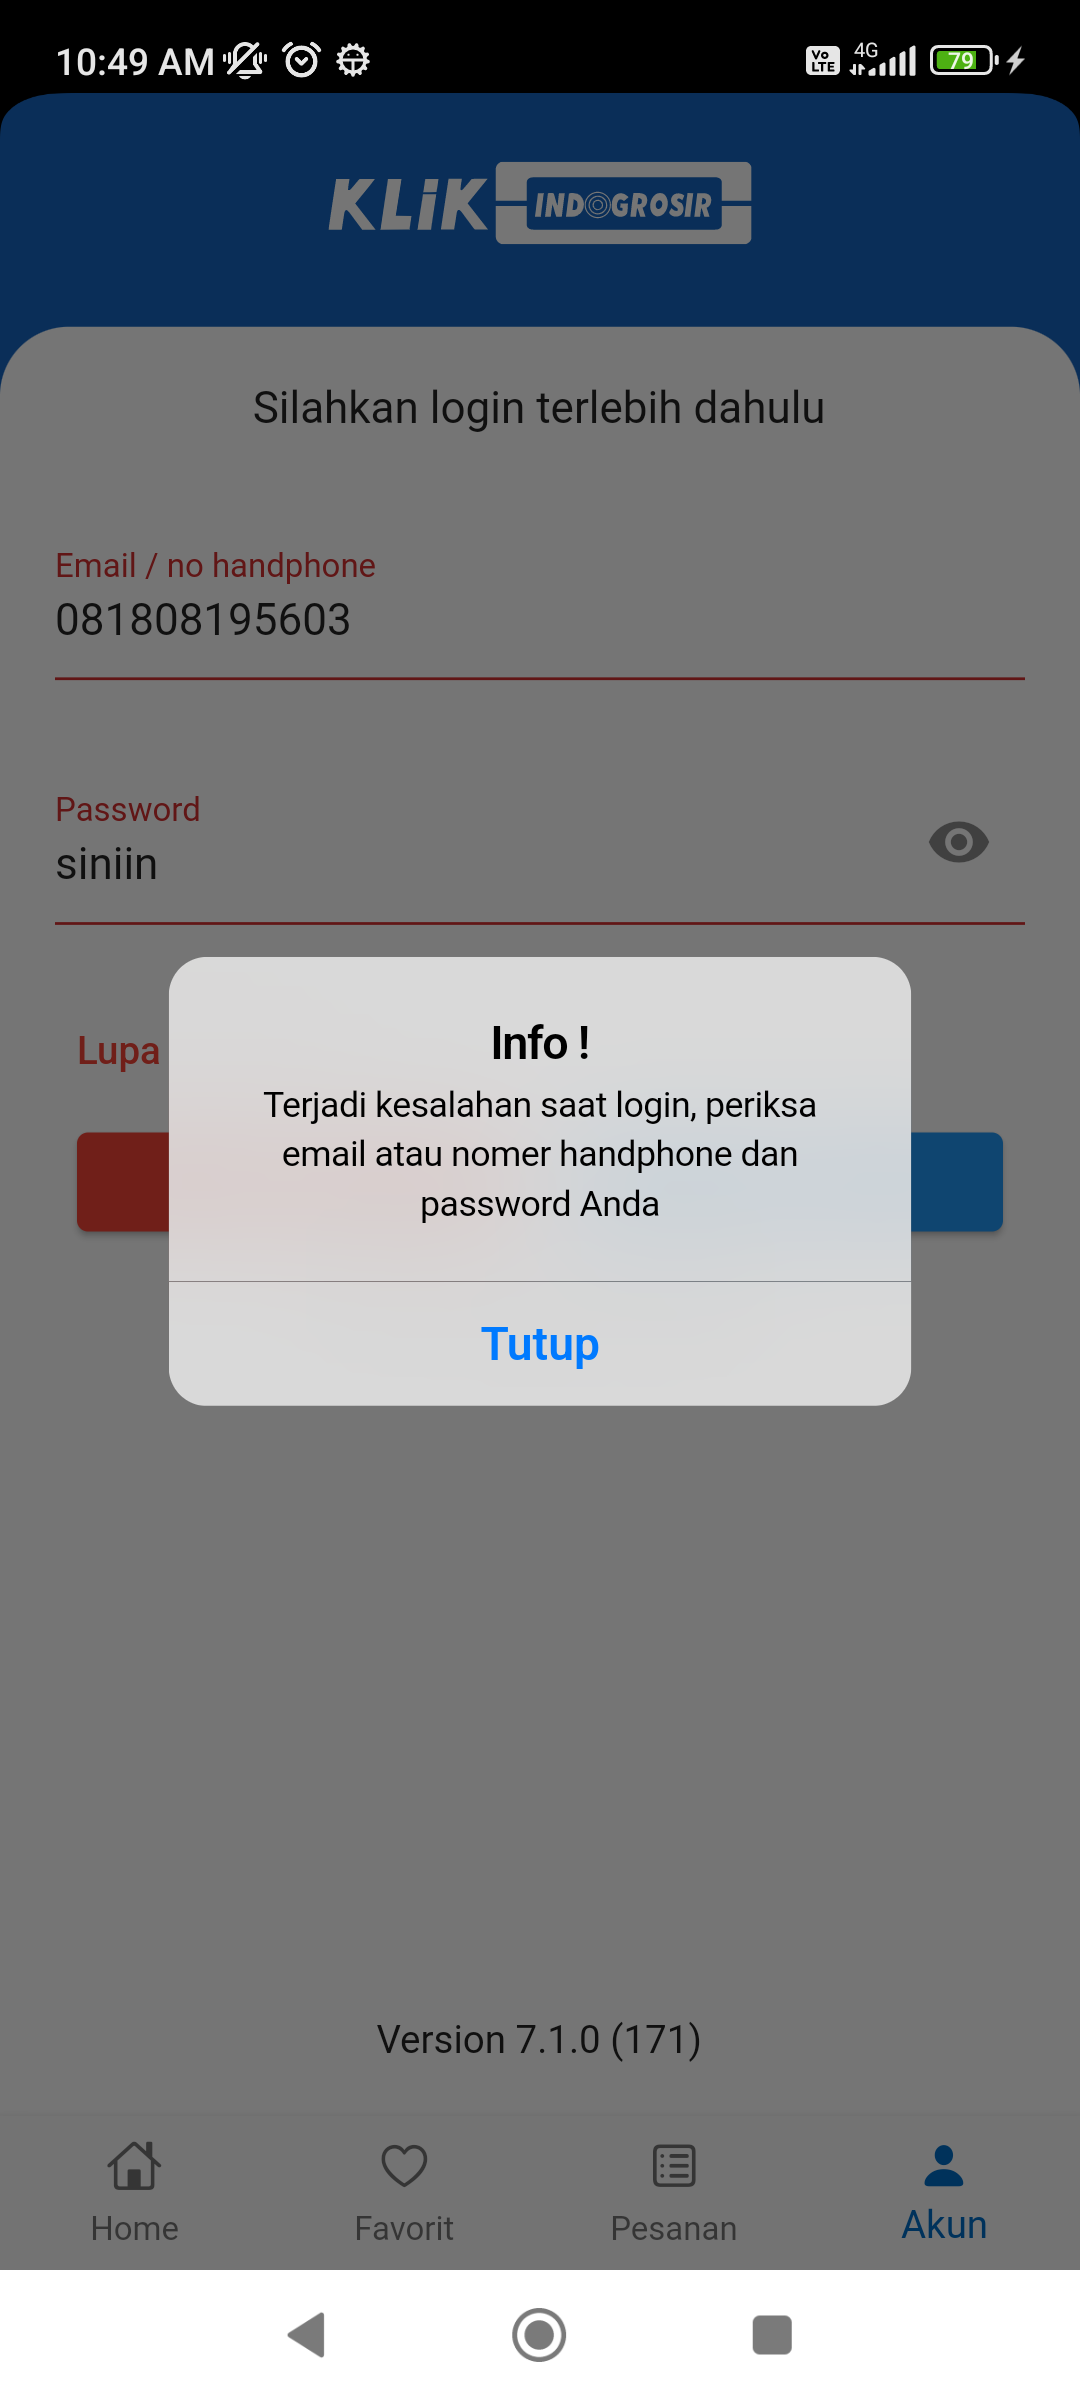 10:49 AM
Vo LTE
4G
79
KLiK INDOGROSIR
Silahkan login terlebih dahulu
Email / no handphone
081808195603
Password
siniin
Lupa
Info !
Terjadi kesalahan saat login, periksa
email atau nomer handphone dan
password Anda
Tutup
Version 7.1.0 (171)
Home
Favorit
Pesanan
Akun